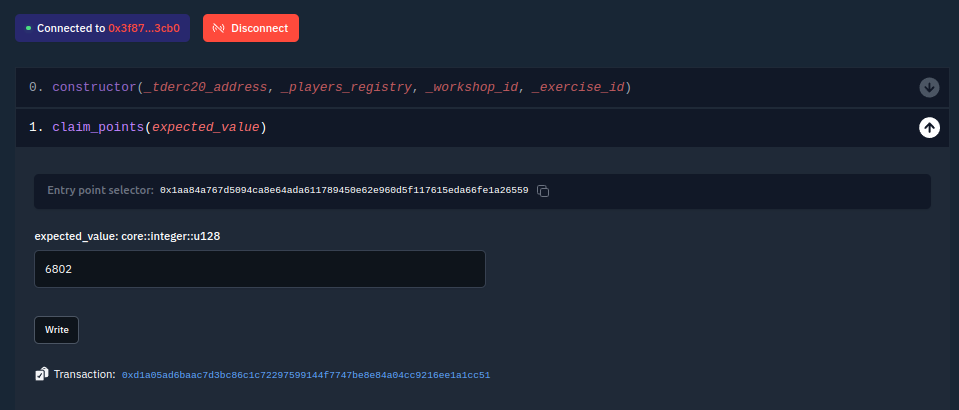 Connected to 0x3f87...3cb0 Disconnect
0. constructor(_tderc20_address, _players_registry, _workshop_id, _exercise_id)
1. claim_points(expected_value)
Entry point selector: 0x1aa84a767d5094ca8e64ada611789450e62e960d5f117615eda66fe1a26559
expected_value: core::integer::u128
6802
Write
Transaction: 0xd1a05ad6baac7d3bc86c1c72297599144f7747be8e84a04cc9216ee1a1cc51